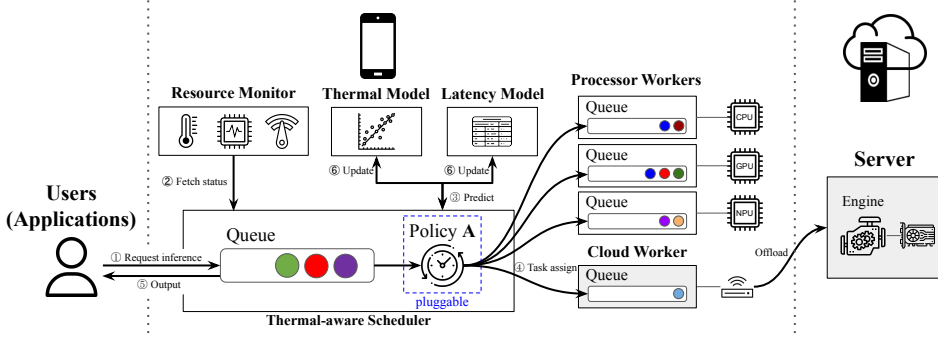 Resource Monitor
Thermal Model
Latency Model
Processor Workers
Queue
CPU
Queue
GPU
Queue
NPU
② Fetch status
⑥ Update
⑥ Update
③ Predict
Users
(Applications)
① Request inference
⑤ Output
Queue
Policy A
pluggable
Thermal-aware Scheduler
④ Task assign
Cloud Worker
Queue
Offload
Server
Engine